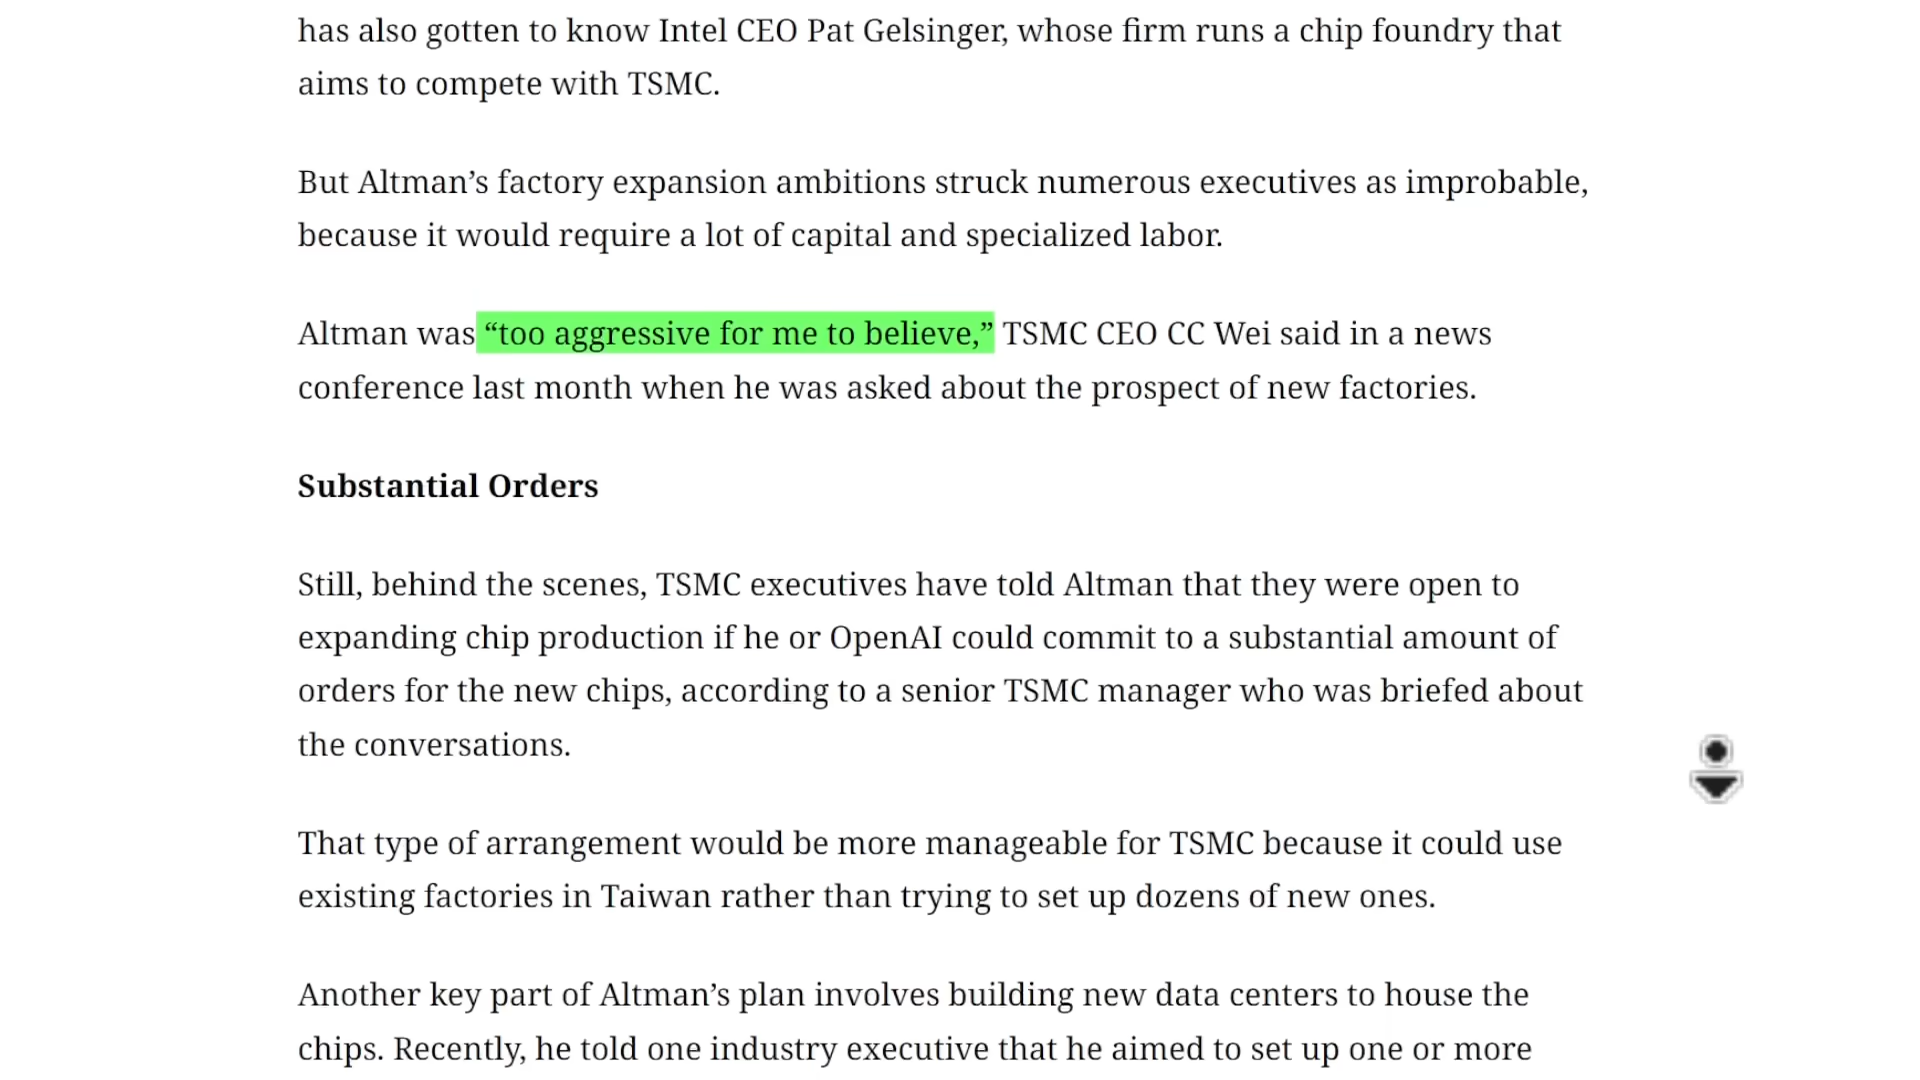 has also gotten to know Intel CEO Pat Gelsinger, whose firm runs a chip foundry that
aims to compete with TSMC.
But Altman’s factory expansion ambitions struck numerous executives as improbable,
because it would require a lot of capital and specialized labor.
Altman was “too aggressive for me to believe,” TSMC CEO CC Wei said in a news
conference last month when he was asked about the prospect of new factories.
Substantial Orders
Still, behind the scenes, TSMC executives have told Altman that they were open to
expanding chip production if he or OpenAI could commit to a substantial amount of
orders for the new chips, according to a senior TSMC manager who was briefed about
the conversations.
That type of arrangement would be more manageable for TSMC because it could use
existing factories in Taiwan rather than trying to set up dozens of new ones.
Another key part of Altman’s plan involves building new data centers to house the
chips. Recently, he told one industry executive that he aimed to set up one or more